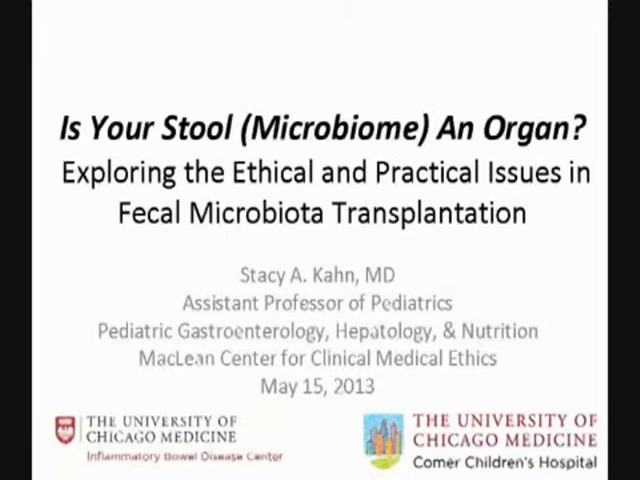 Is Your Stool (Microbiome) An Organ?
Exploring the Ethical and Practical Issues in
Fecal Microbiota Transplantation
Stacy A. Kahn, MD
Assistant Professor of Pediatrics
Pediatric Gastroenterology, Hepatology, & Nutrition
MacLean Center for Clinical Medical Ethics
May 15, 2013
THE UNIVERSITY OF
CHICAGO MEDICINE
Inflammatory Bowel Disease Center
THE UNIVERSITY OF
CHICAGO MEDICINE
Comer Children's Hospital